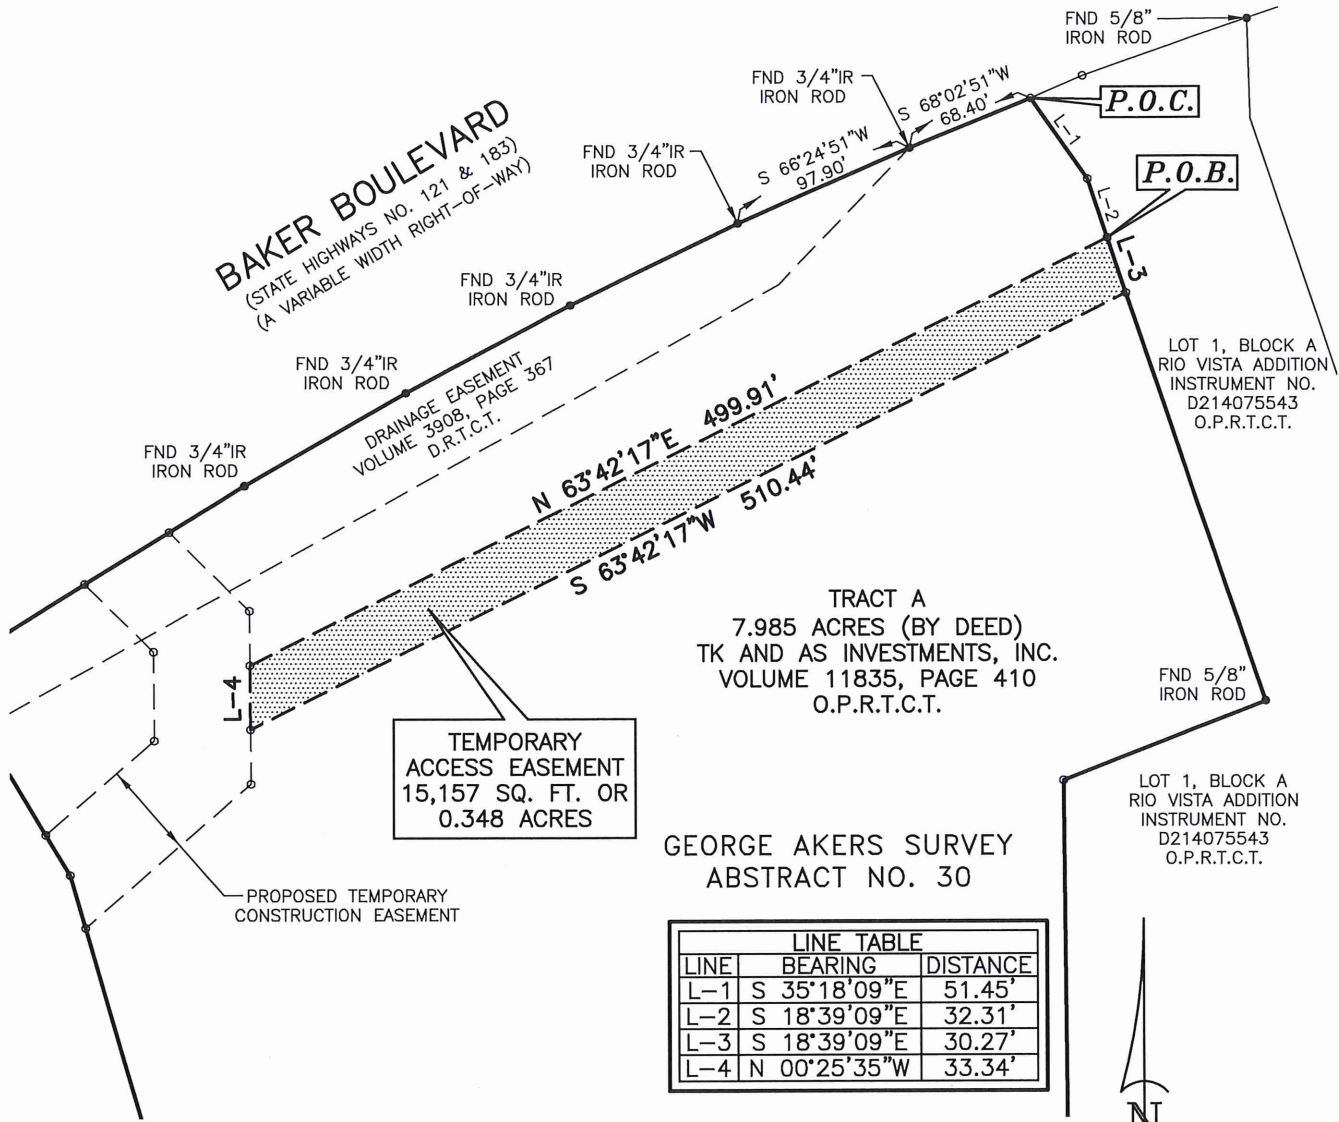 FND 5/8"
IRON ROD
FND 3/4"IR
IRON ROD
S 68°02'51"W
68.40'
P.O.C.
L-1
FND 3/4"IR
IRON ROD
S 66°24'51"W
97.90'
P.O.B.
L-2
L-3
BAKER BOULEVARD
(STATE HIGHWAYS NO. 121 & 183)
(A VARIABLE WIDTH RIGHT-OF-WAY)
FND 3/4"IR
IRON ROD
FND 3/4"IR
IRON ROD
FND 3/4"IR
IRON ROD
DRAINAGE EASEMENT
VOLUME 3908, PAGE 367
D.R.T.C.T.
LOT 1, BLOCK A
RIO VISTA ADDITION
INSTRUMENT NO.
D214075543
O.P.R.T.C.T.
N 63°42'17"E 499.91'
S 63°42'17"W 510.44'
L-4
TRACT A
7.985 ACRES (BY DEED)
TK AND AS INVESTMENTS, INC.
VOLUME 11835, PAGE 410
O.P.R.T.C.T.
FND 5/8"
IRON ROD
TEMPORARY
ACCESS EASEMENT
15,157 SQ. FT. OR
0.348 ACRES
LOT 1, BLOCK A
RIO VISTA ADDITION
INSTRUMENT NO.
D214075543
O.P.R.T.C.T.
GEORGE AKERS SURVEY
ABSTRACT NO. 30
PROPOSED TEMPORARY
CONSTRUCTION EASEMENT
LINE TABLE
LINE BEARING DISTANCE
L-1 S 35°18'09"E 51.45'
L-2 S 18°39'09"E 32.31'
L-3 S 18°39'09"E 30.27'
L-4 N 00°25'35"W 33.34'
N